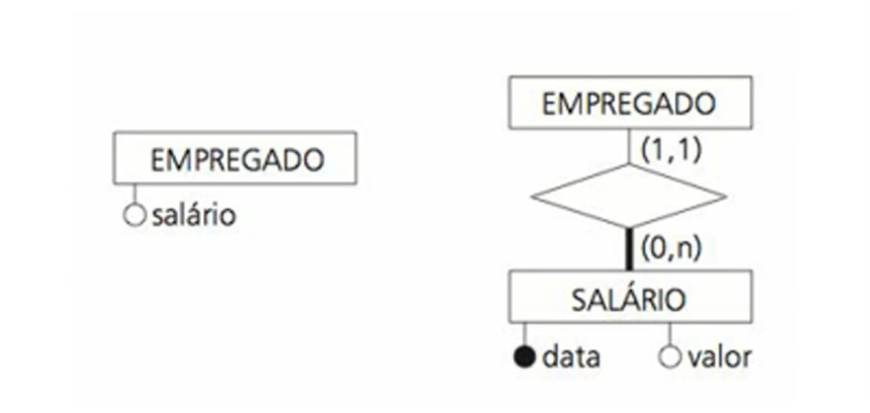 EMPREGADO
salário
EMPREGADO
(1,1)
(0,n)
SALÁRIO
data
valor